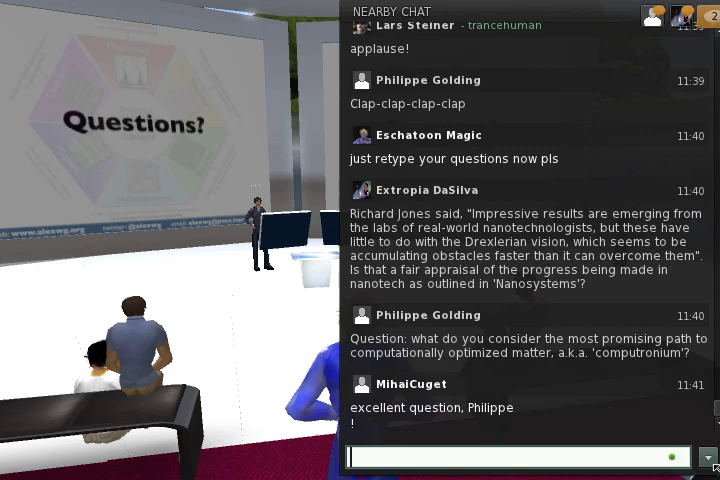 Questions?
www.alexwg.org twitter: @alexwg
NEARBY CHAT
2
Lars Steiner - trancehuman
applause!
Philippe Golding 11:39
Clap-clap-clap-clap
Eschatoon Magic 11:40
just retype your questions now pls
Extropia DaSilva 11:40
Richard Jones said, "Impressive results are emerging from
the labs of real-world nanotechnologists, but these have
little to do with the Drexlerian vision, which seems to be
accumulating obstacles faster than it can overcome them".
Is that a fair appraisal of the progress being made in
nanotech as outlined in 'Nanosystems'?
Philippe Golding 11:40
Question: what do you consider the most promising path to
computationally optimized matter, a.k.a. 'computronium'?
MihaiCuget 11:41
excellent question, Philippe
!